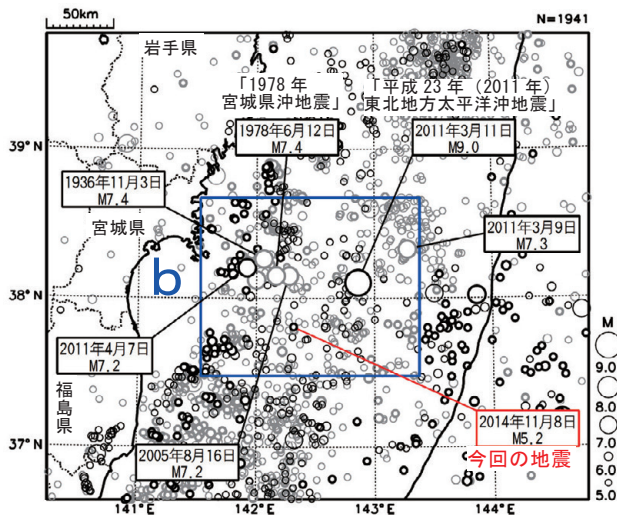 50km
N=1941
岩手県
「1978 年
宮城県沖地震」
「平成 23 年 (2011 年)
東北地方太平洋沖地震」
39°N
1978年6月12日
M7.4
2011年3月11日
M9.0
1936年11月3日
M7.4
宮城県
2011年3月9日
M7.3
b
38°N
2011年4月7日
M7.2
M
9.0
8.0
7.0
6.0
5.0
福島県
2014年11月8日
M5.2
今回の地震
37°N
2005年8月16日
M7.2
141°E
142°E
143°E
144°E